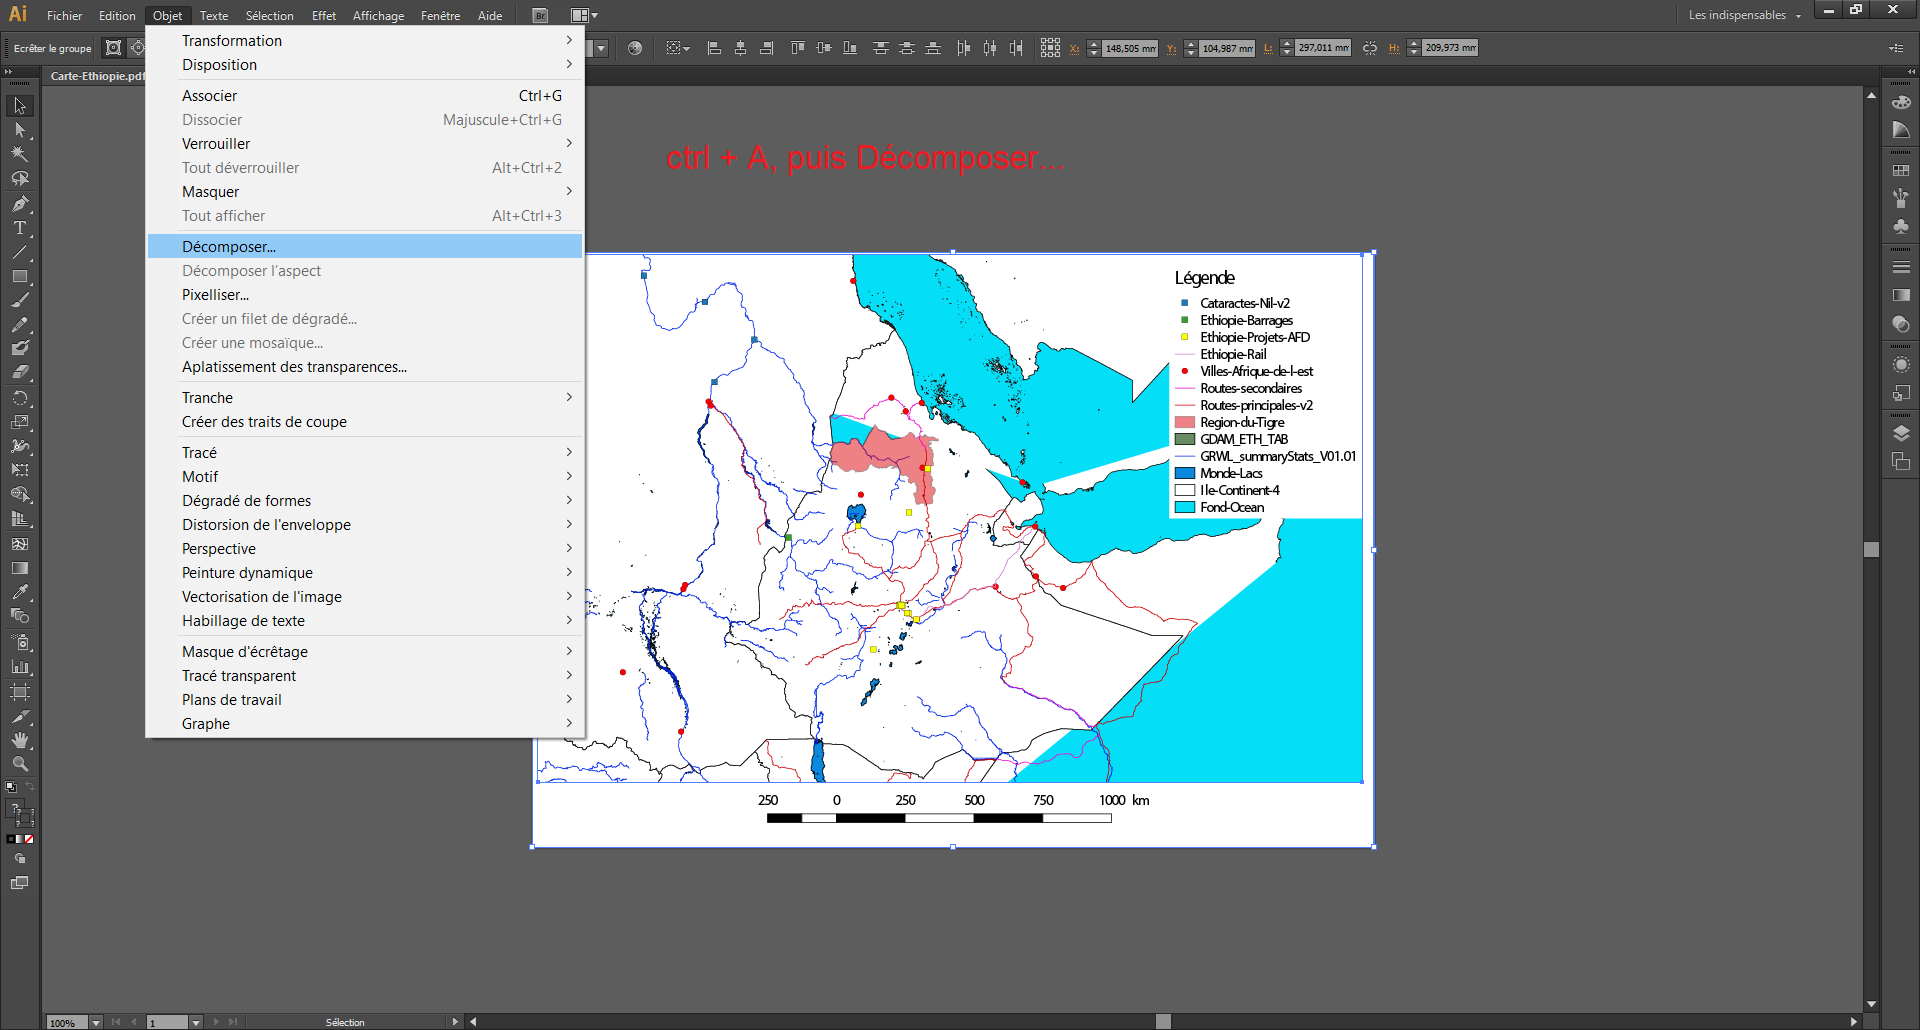 Ai Fichier Edition Objet Texte Sélection Effet Affichage Fenêtre Aide Br Les indispensables
Ecrêter le groupe X: 148,505 mm Y: 104,987 mm L: 297,011 mm H: 209,973 mm
Carte-Ethiopie.pdf
Transformation
Disposition
Associer Ctrl+G
Dissocier Majuscule+Ctrl+G
Verrouiller
Tout déverrouiller Alt+Ctrl+2
Masquer
Tout afficher Alt+Ctrl+3
Décomposer...
Décomposer l'aspect
Pixelliser...
Créer un filet de dégradé...
Créer une mosaïque...
Aplatissement des transparences...
Tranche
Créer des traits de coupe
Tracé
Motif
Dégradé de formes
Distorsion de l'enveloppe
Perspective
Peinture dynamique
Vectorisation de l'image
Habillage de texte
Masque d'écrêtage
Tracé transparent
Plans de travail
Graphe
ctrl + A, puis Décomposer...
Légende
Cataractes-Nil-v2
Ethiopie-Barrages
Ethiopie-Projets-AFD
Ethiopie-Rail
Villes-Afrique-de-l-est
Routes-secondaires
Routes-principales-v2
Region-du-Tigre
GDAM_ETH_TAB
GRWL_summaryStats_V01.01
Monde-Lacs
Ile-Continent-4
Fond-Ocean
250 0 250 500 750 1000 km
100% 1 Sélection